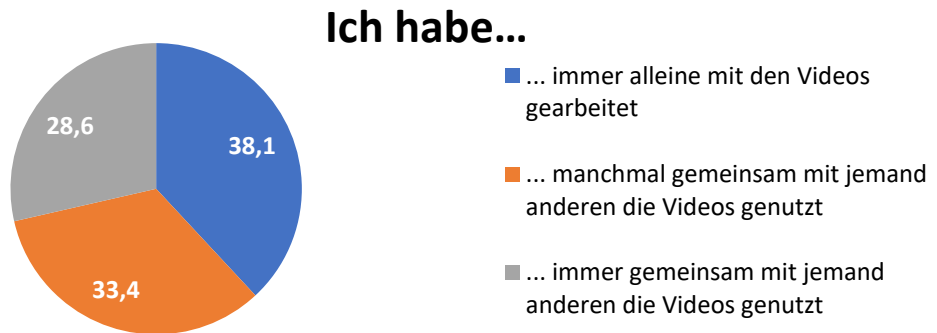 Ich habe…
28,6
38,1
33,4
... immer alleine mit den Videos
gearbeitet
... manchmal gemeinsam mit jemand
anderen die Videos genutzt
... immer gemeinsam mit jemand
anderen die Videos genutzt